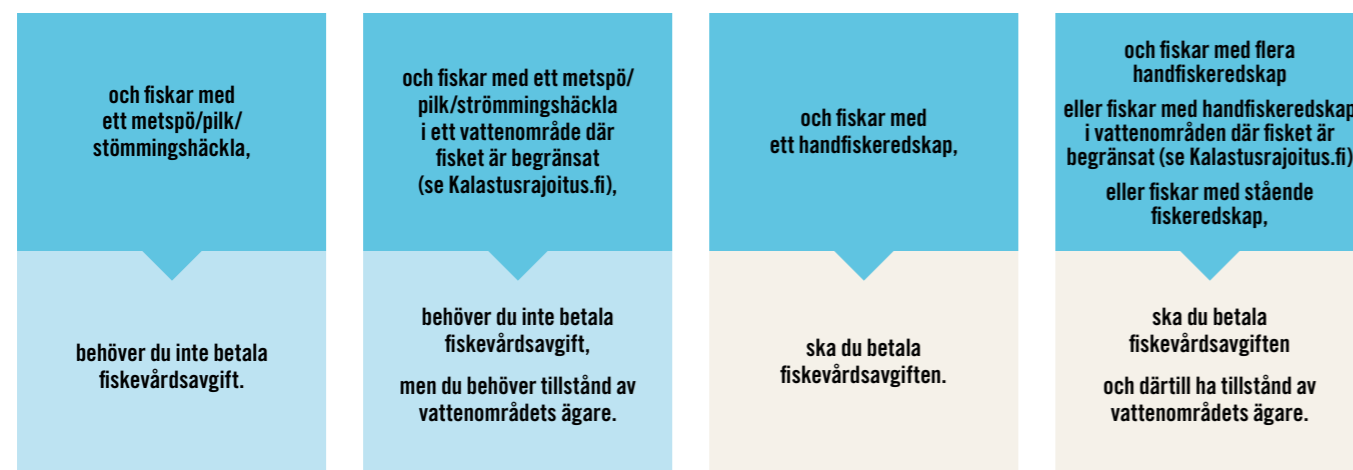 och fiskar med
ett metspö/pilk/
stömmingshäckla,
behöver du inte betala
fiskevårdsavgift.
och fiskar med ett metspö/
pilk/strömmingshäckla
i ett vattenområde där
fisket är begränsat
(se Kalastusrajoitus.fi),
behöver du inte betala
fiskevårdsavgift,
men du behöver tillstånd av
vattenområdets ägare.
och fiskar med
ett handfiskeredskap,
ska du betala
fiskevårdsavgiften.
och fiskar med flera
handfiskeredskap
eller fiskar med handfiskeredskap
i vattenområden där fisket är
begränsat (se Kalastusrajoitus.fi)
eller fiskar med stående
fiskeredskap,
ska du betala
fiskevårdsavgiften
och därtill ha tillstånd av
vattenområdets ägare.